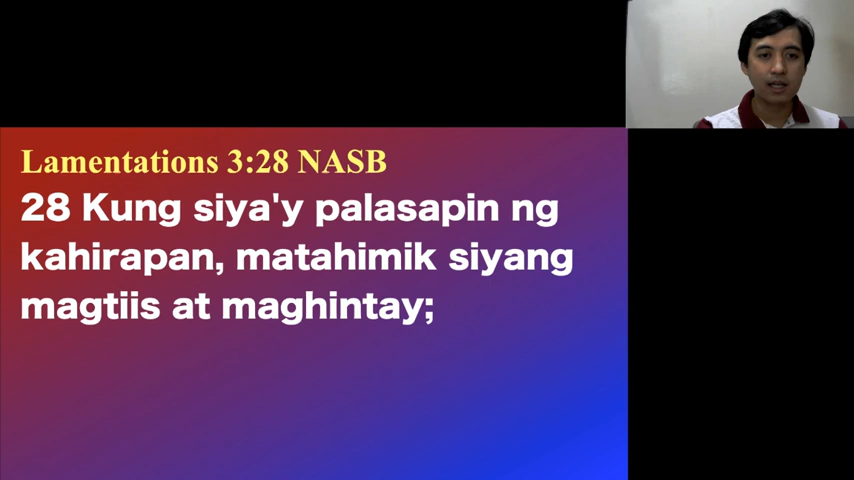 Lamentations 3:28 NASB
28 Kung siya'y palasapin ng
kahirapan, matahimik siyang
magtiis at maghintay;